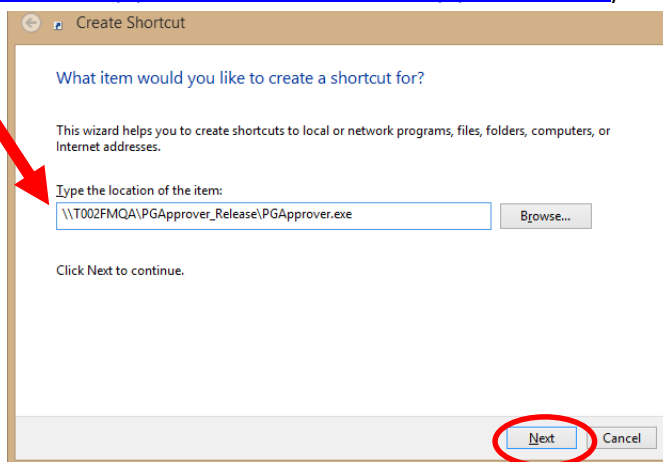 Create Shortcut
What item would you like to create a shortcut for?
This wizard helps you to create shortcuts to local or network programs, files, folders, computers, or
Internet addresses.
Type the location of the item:
\\T002FMQA\PGApprover_Release\PGApprover.exe
Browse...
Click Next to continue.
Next
Cancel